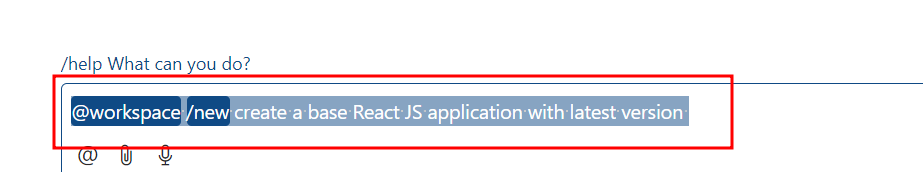 /help What can you do?
@workspace /new create a base React JS application with latest version